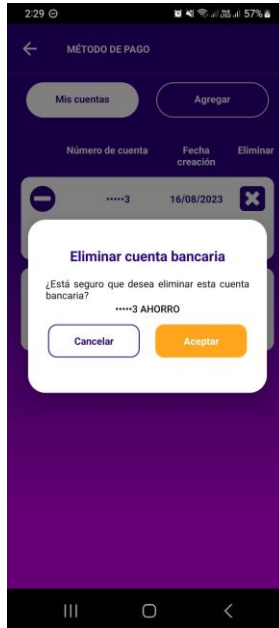 2:29
57%
MÉTODO DE PAGO
Mis cuentas
Agregar
Número de cuenta
Fecha creación
Eliminar
•••••3
16/08/2023
Eliminar cuenta bancaria
¿Está seguro que desea eliminar esta cuenta
bancaria?
•••••3 AHORRO
Cancelar
Aceptar